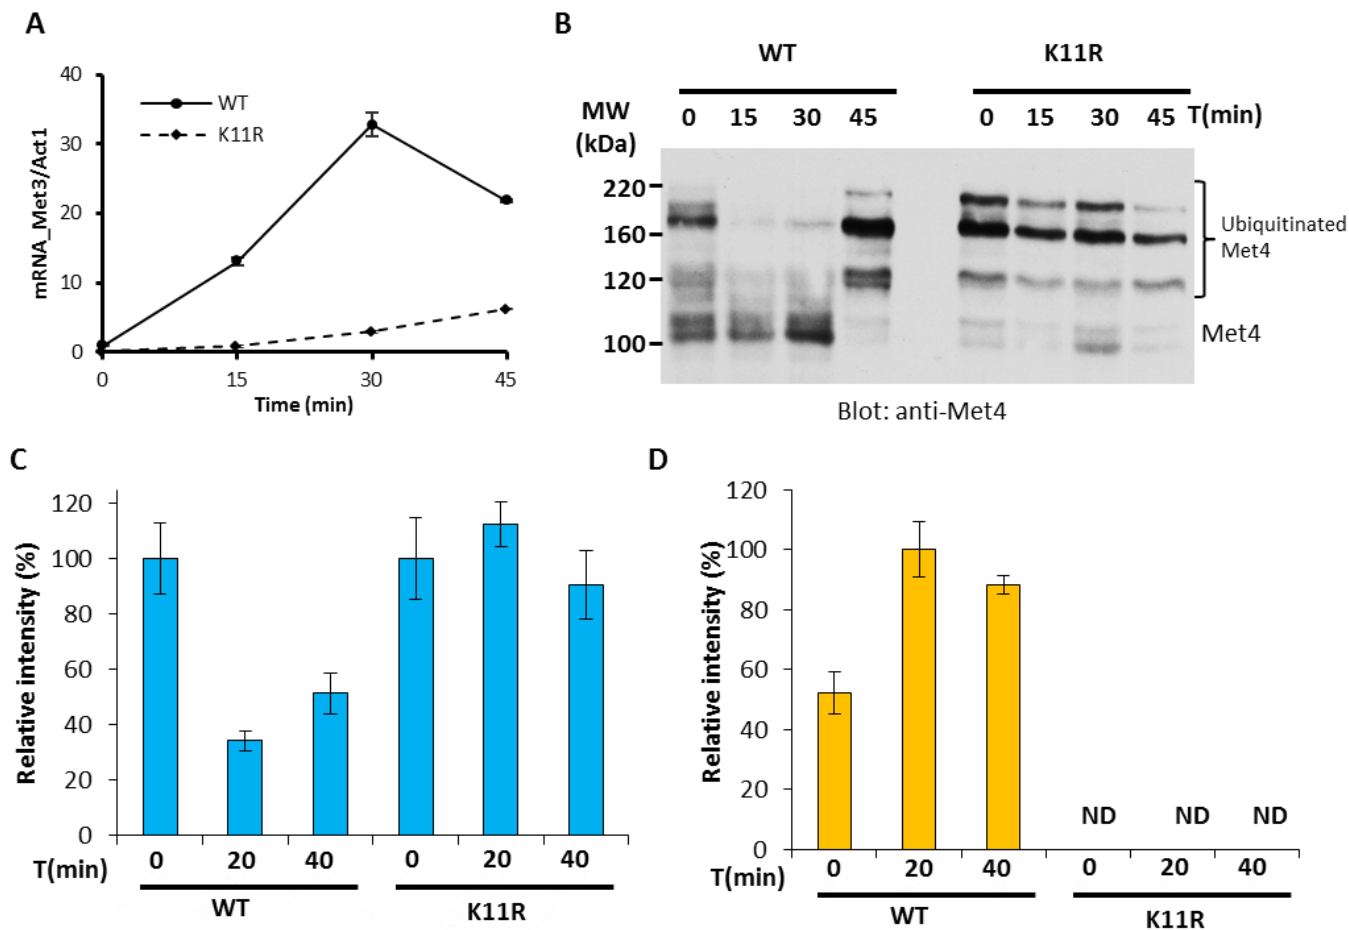 A
mRNA_Met3/Act1
40
30
20
10
0
WT
K11R
0 15 30 45
Time (min)
B
WT K11R
MW
(kDa)
0 15 30 45 0 15 30 45 T(min)
220
160
120
100
Ubiquitinated
Met4
Met4
Blot: anti-Met4
C
Relative intensity (%)
120
100
80
60
40
20
0
T(min) 0 20 40 0 20 40
WT K11R
D
Relative intensity (%)
120
100
80
60
40
20
0
ND ND ND
T(min) 0 20 40 0 20 40
WT K11R